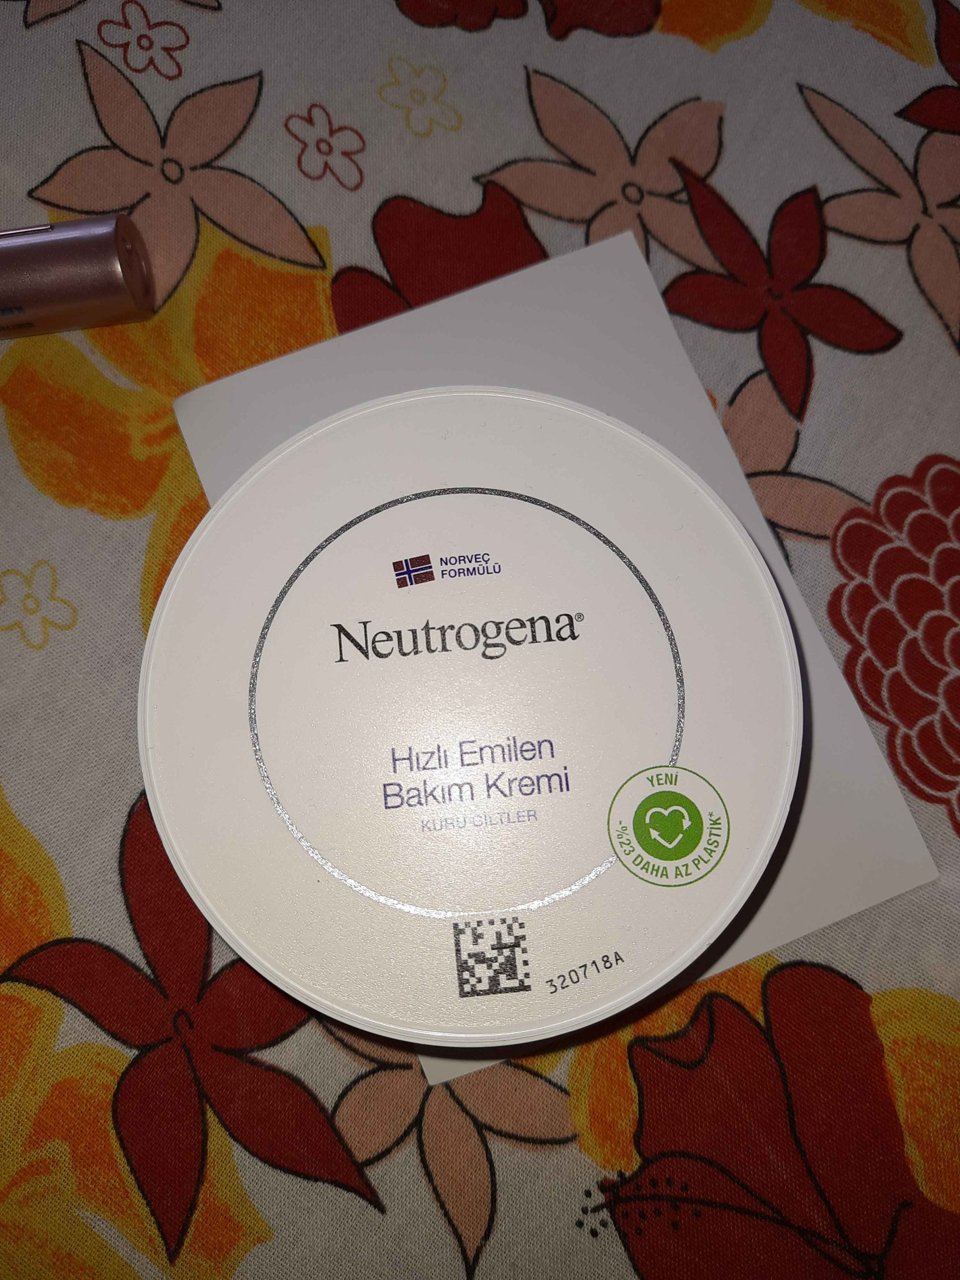 NORVEÇ
FORMÜLÜ
Neutrogena®
Hızlı Emilen
Bakım Kremi
KURU CİLTLER
YENİ
-%23 DAHA AZ PLASTİK*
320718A